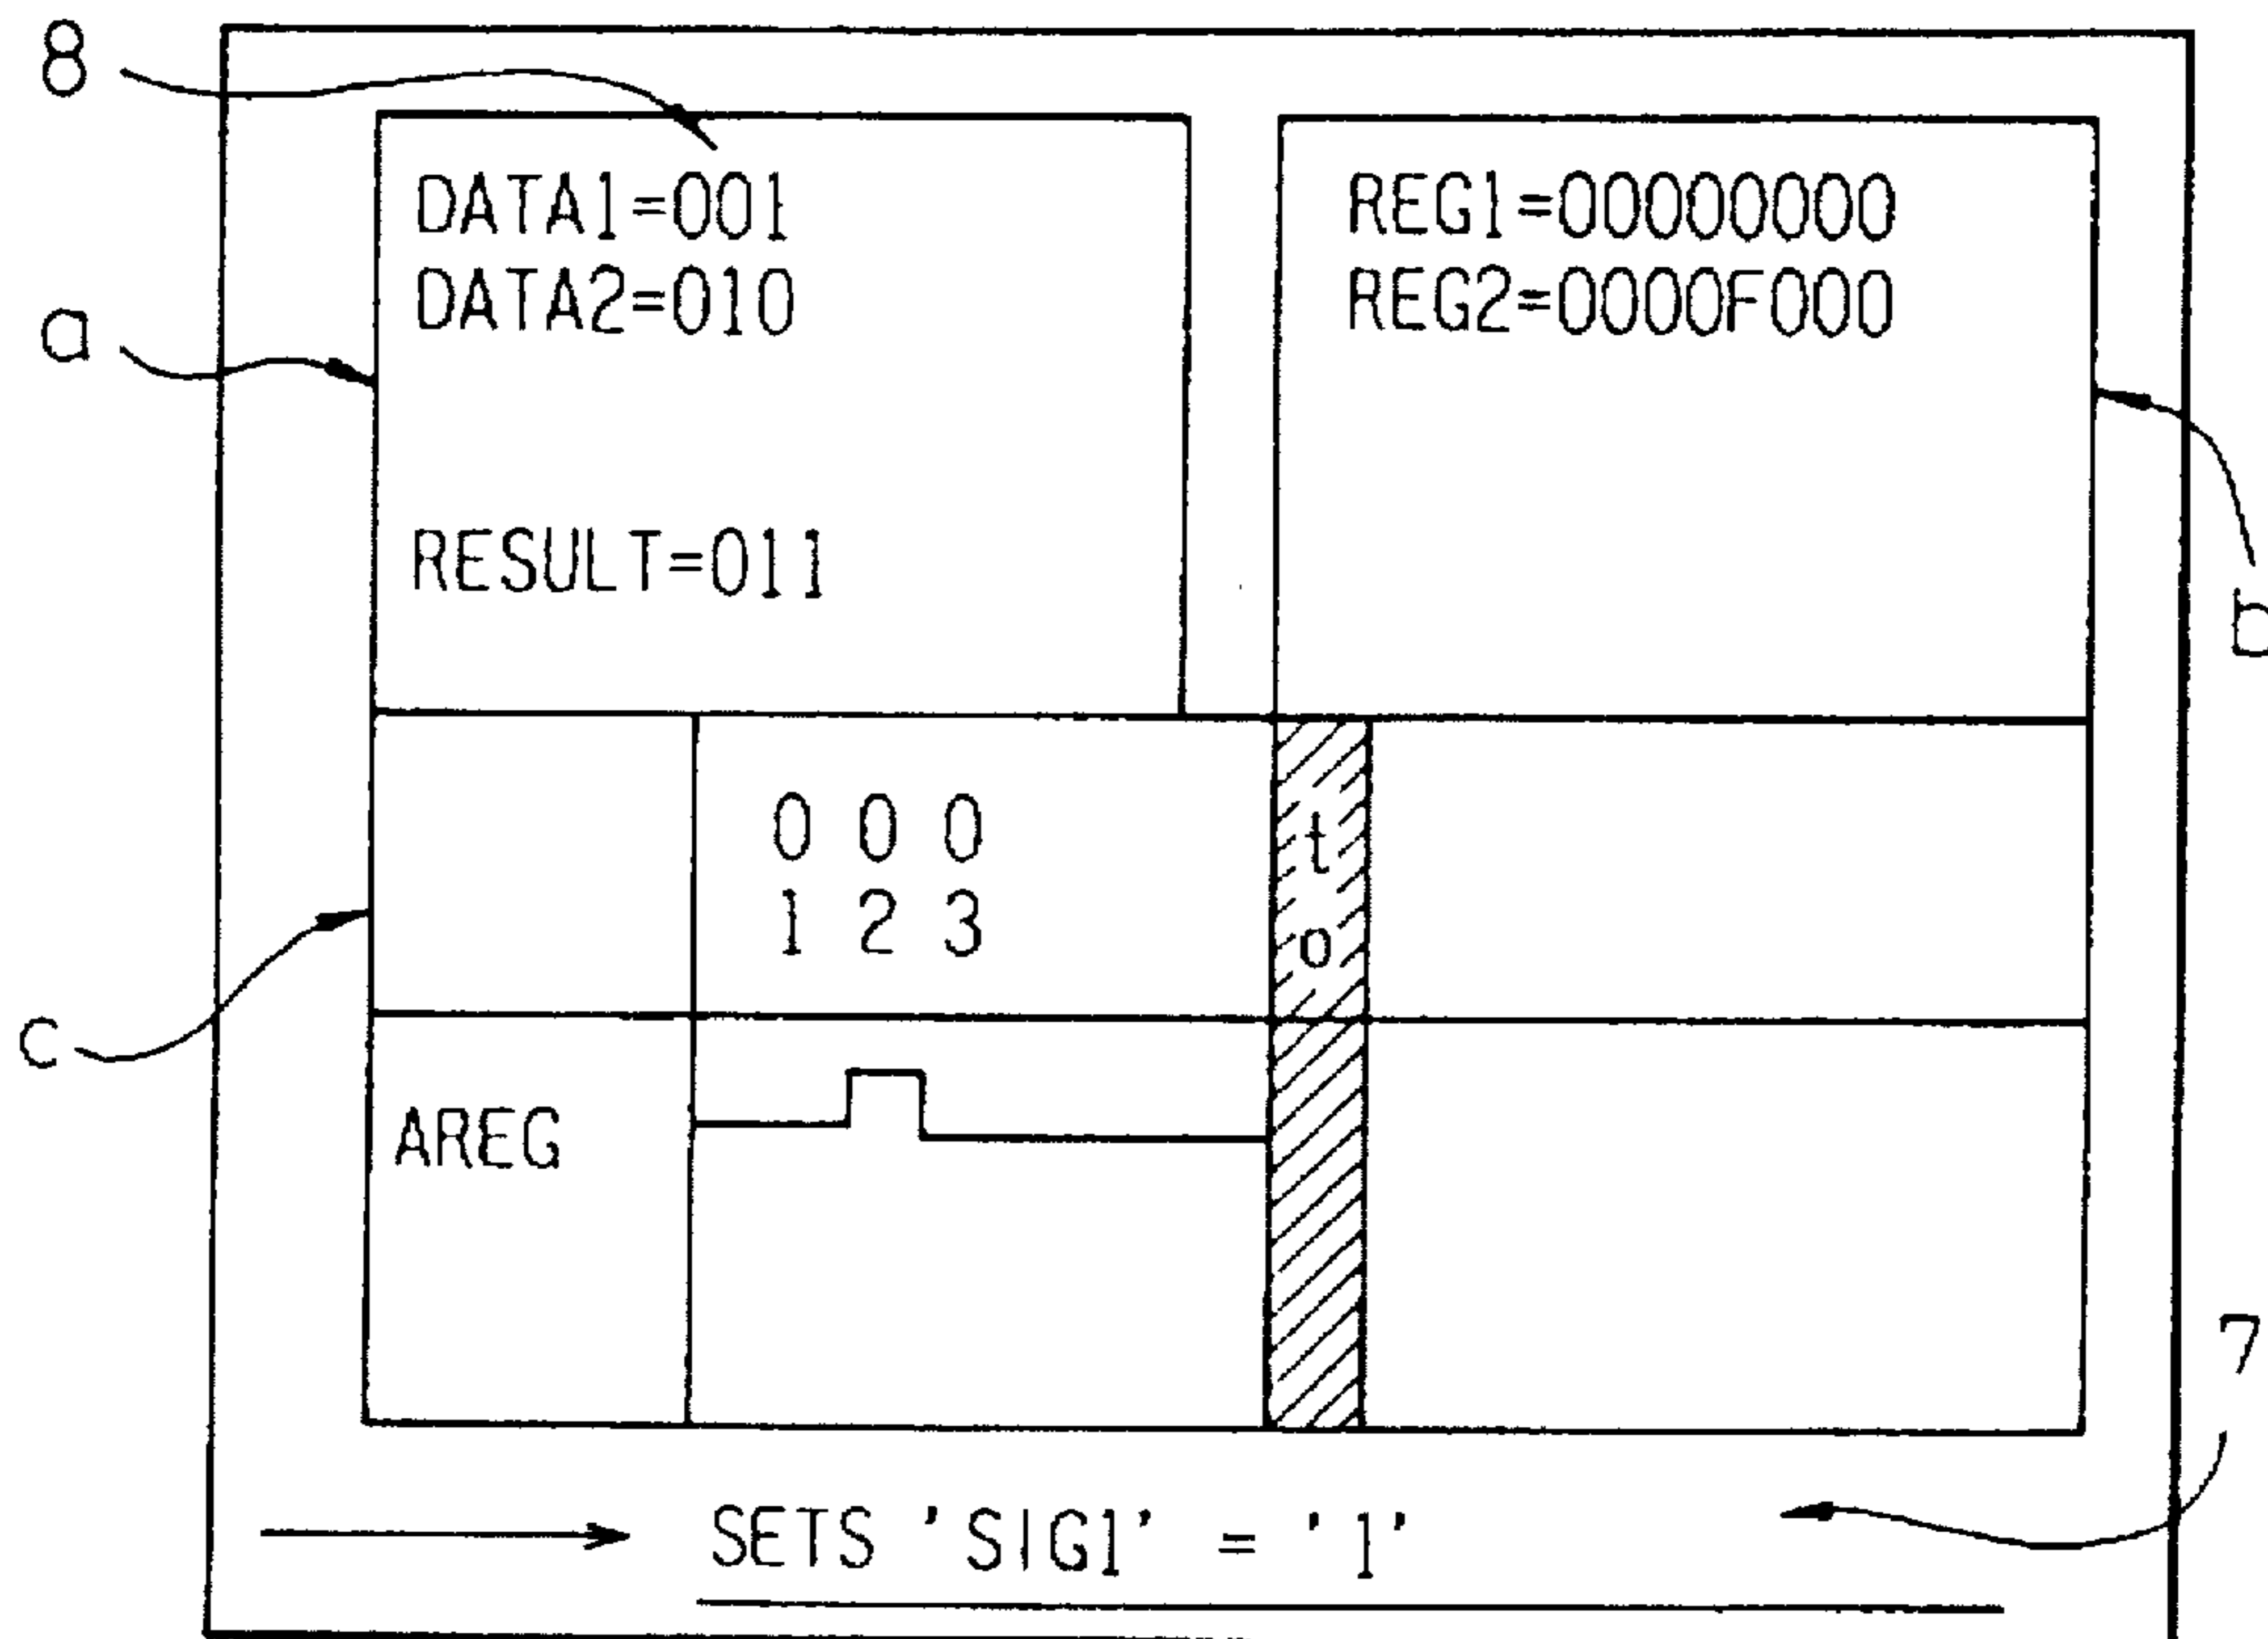 8
DATA1=001
DATA2=010
RESULT=011
a
REG1=00000000
REG2=0000F000
b
0 0 0
1 2 3
t
o
c
AREG
7
SETS 'SIG1' = '1'